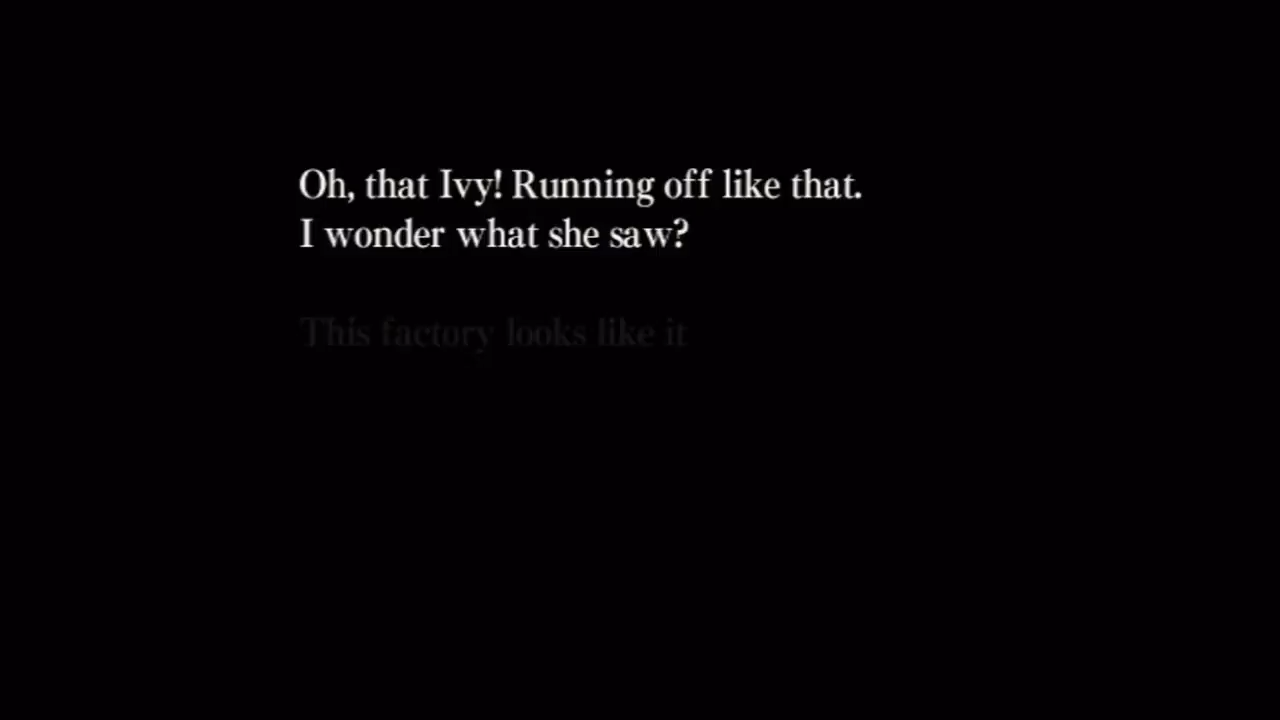 Oh, that Ivy! Running off like that.
I wonder what she saw?
This factory looks like it